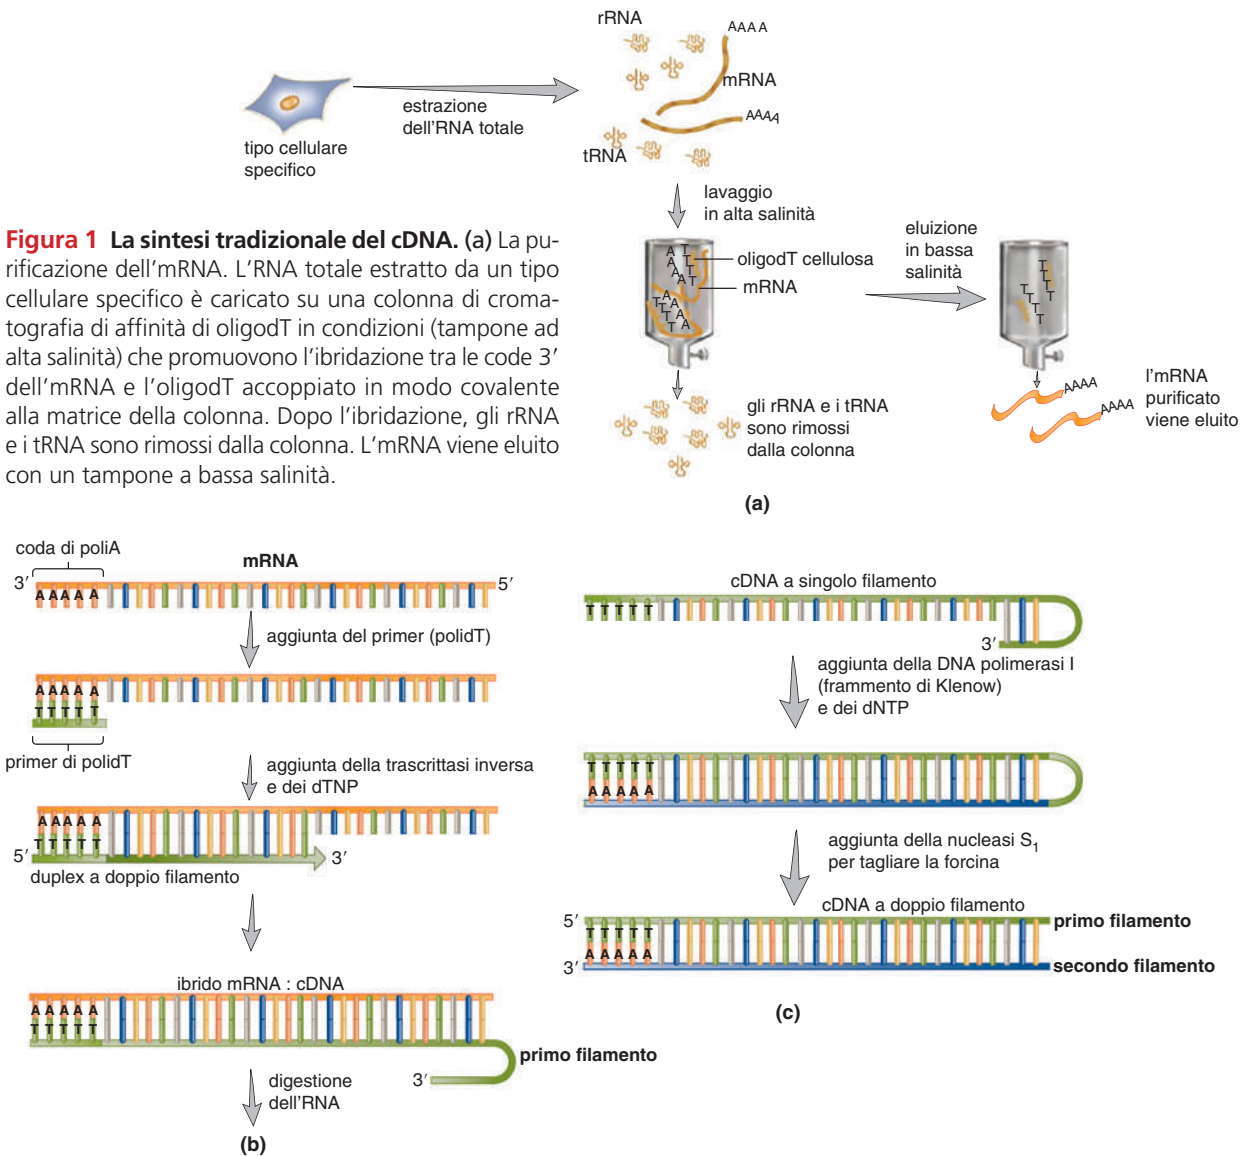 rRNA
AAAA
mRNA
AAAA
tRNA
estrazione
dell'RNA totale
tipo cellulare
specifico
lavaggio
in alta salinità
Figura 1 La sintesi tradizionale del cDNA. (a) La pu-
rificazione dell'mRNA. L'RNA totale estratto da un tipo
cellulare specifico è caricato su una colonna di croma-
tografia di affinità di oligodT in condizioni (tampone ad
alta salinità) che promuovono l'ibridazione tra le code 3′
dell'mRNA e l'oligodT accoppiato in modo covalente
alla matrice della colonna. Dopo l'ibridazione, gli rRNA
e i tRNA sono rimossi dalla colonna. L'mRNA viene eluito
con un tampone a bassa salinità.
AAAA
TTTT
oligodT cellulosa
mRNA
TTTT
AAAA
eluizione
in bassa
salinità
TTTT
TTTT
AAAA
AAAA
l'mRNA
purificato
viene eluito
gli rRNA e i tRNA
sono rimossi
dalla colonna
(a)
coda di poliA
mRNA
3′
5′
AAAAA
aggiunta del primer (polidT)
AAAAA
TTTTT
primer di polidT
aggiunta della trascrittasi inversa
e dei dTNP
AAAAA
TTTTT
5′
3′
duplex a doppio filamento
ibrido mRNA : cDNA
AAAAA
TTTTT
primo filamento
3′
digestione
dell'RNA
(b)
cDNA a singolo filamento
TTTTT
3′
aggiunta della DNA polimerasi I
(frammento di Klenow)
e dei dNTP
TTTTT
AAAAA
aggiunta della nucleasi S₁
per tagliare la forcina
cDNA a doppio filamento
5′
TTTTT
primo filamento
AAAAA
3′
secondo filamento
(c)